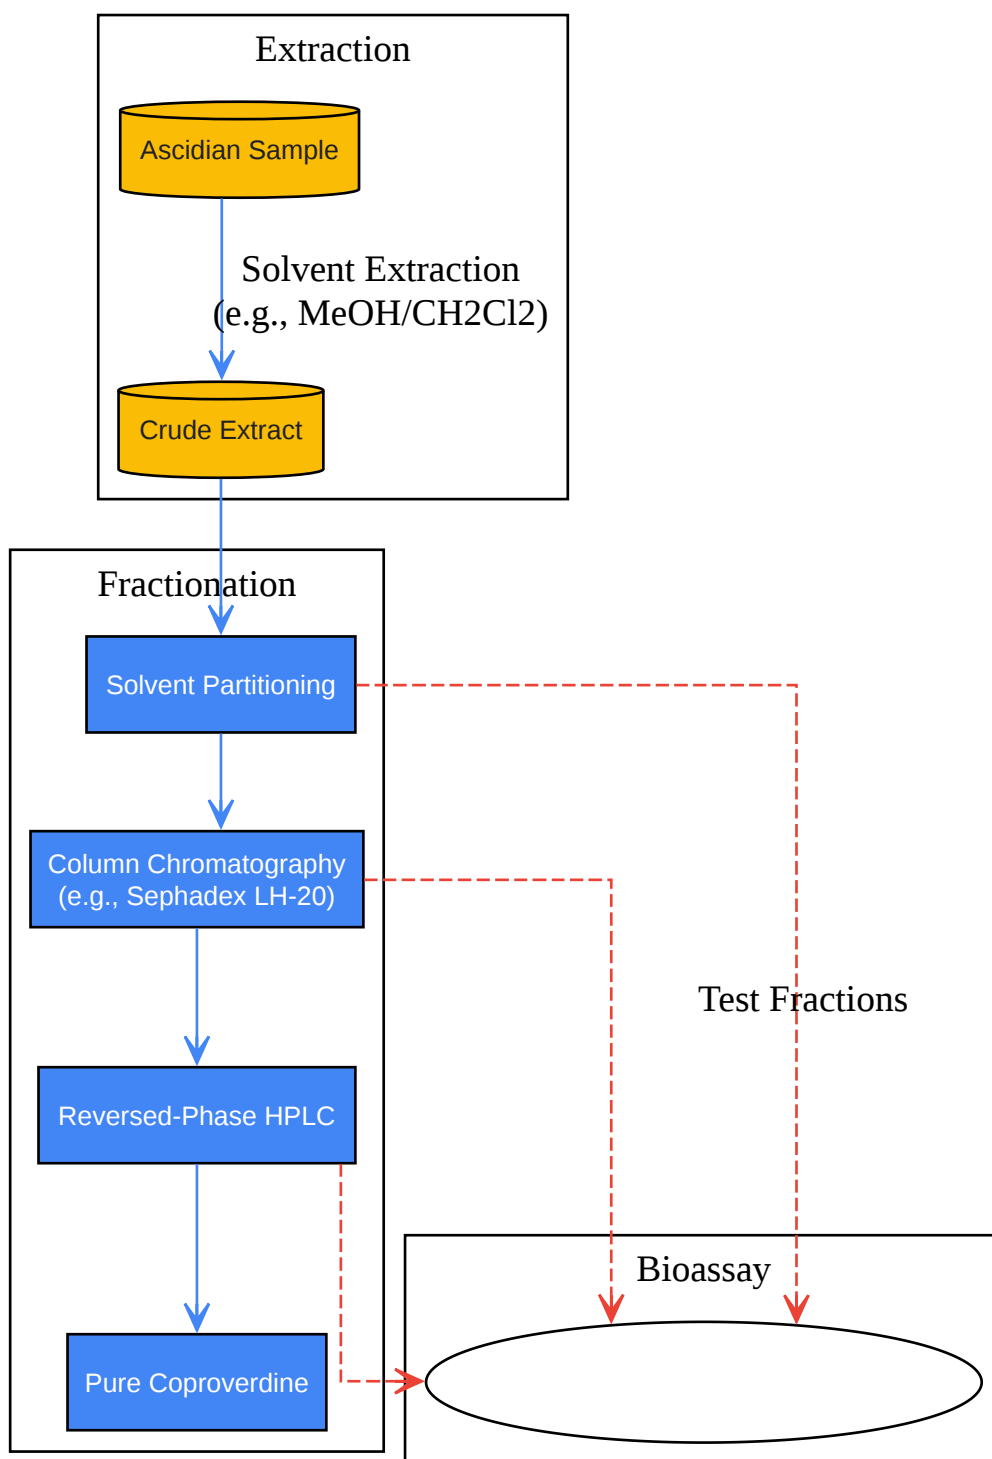 Extraction
Ascidian Sample
Solvent Extraction
(e.g., MeOH/CH2Cl2)
Crude Extract
Fractionation
Solvent Partitioning
Column Chromatography
(e.g., Sephadex LH-20)
Test Fractions
Reversed-Phase HPLC
Bioassay
Pure Coproverdine